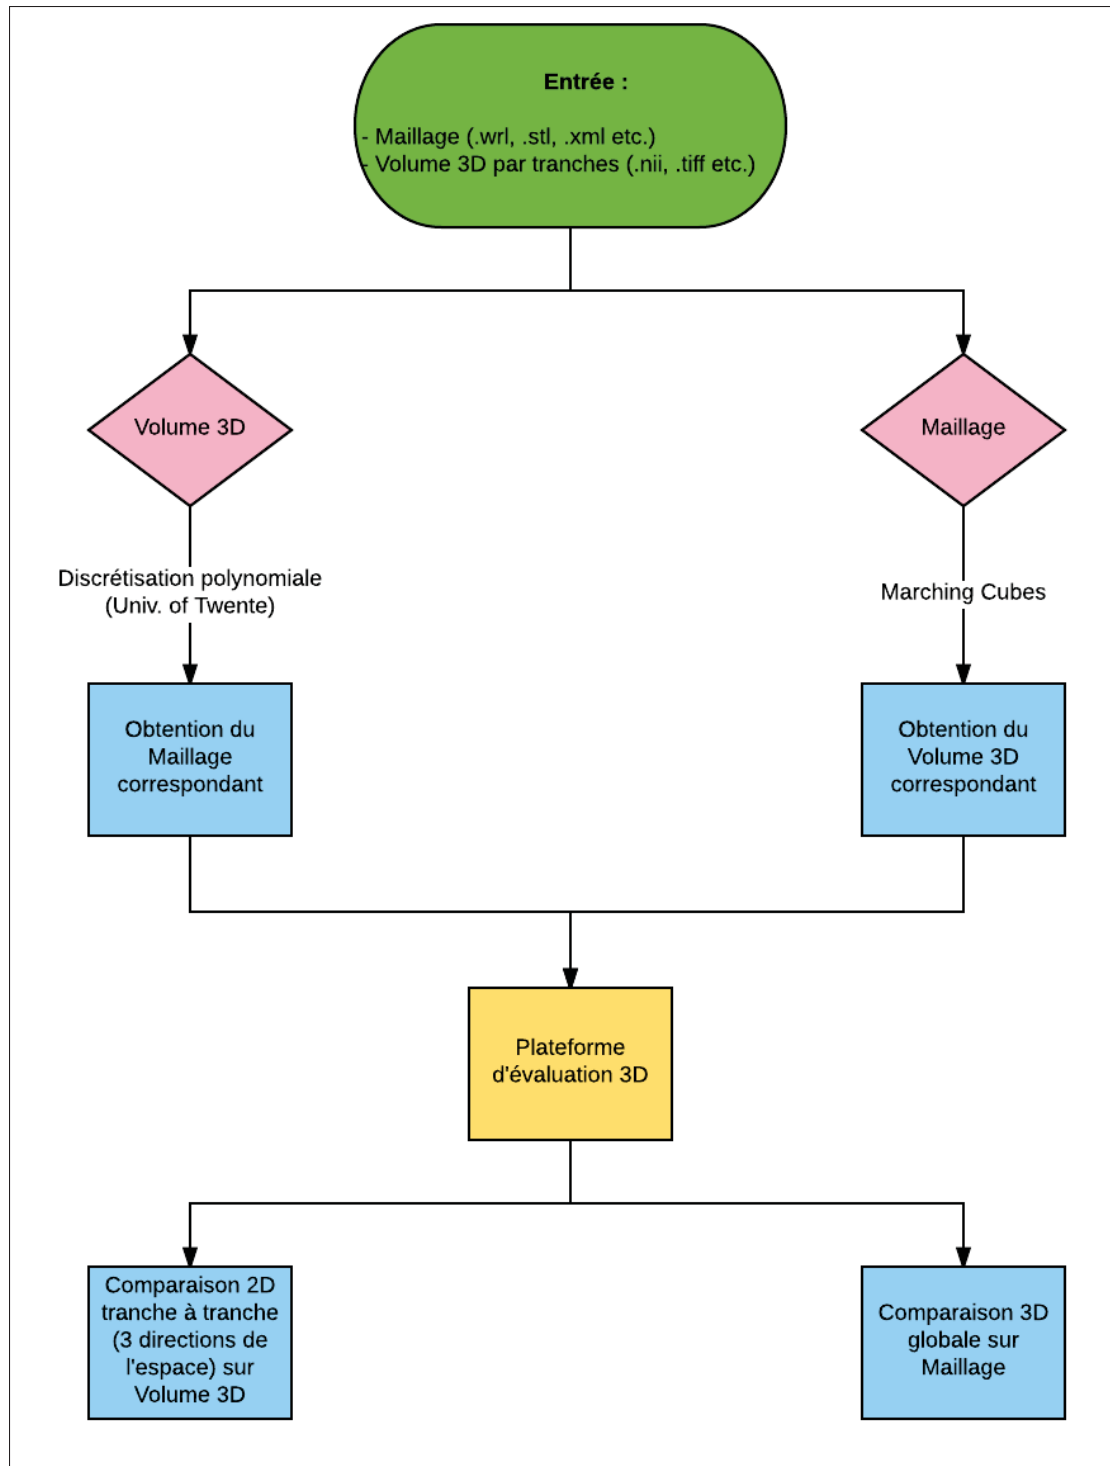 Entrée :
- Maillage (.wrl, .stl, .xml etc.)
- Volume 3D par tranches (.nii, .tiff etc.)
Volume 3D
Maillage
Discrétisation polynomiale
(Univ. of Twente)
Marching Cubes
Obtention du
Maillage
correspondant
Obtention du
Volume 3D
correspondant
Plateforme
d'évaluation 3D
Comparaison 2D
tranche à tranche
(3 directions de
l'espace) sur
Volume 3D
Comparaison 3D
globale sur
Maillage